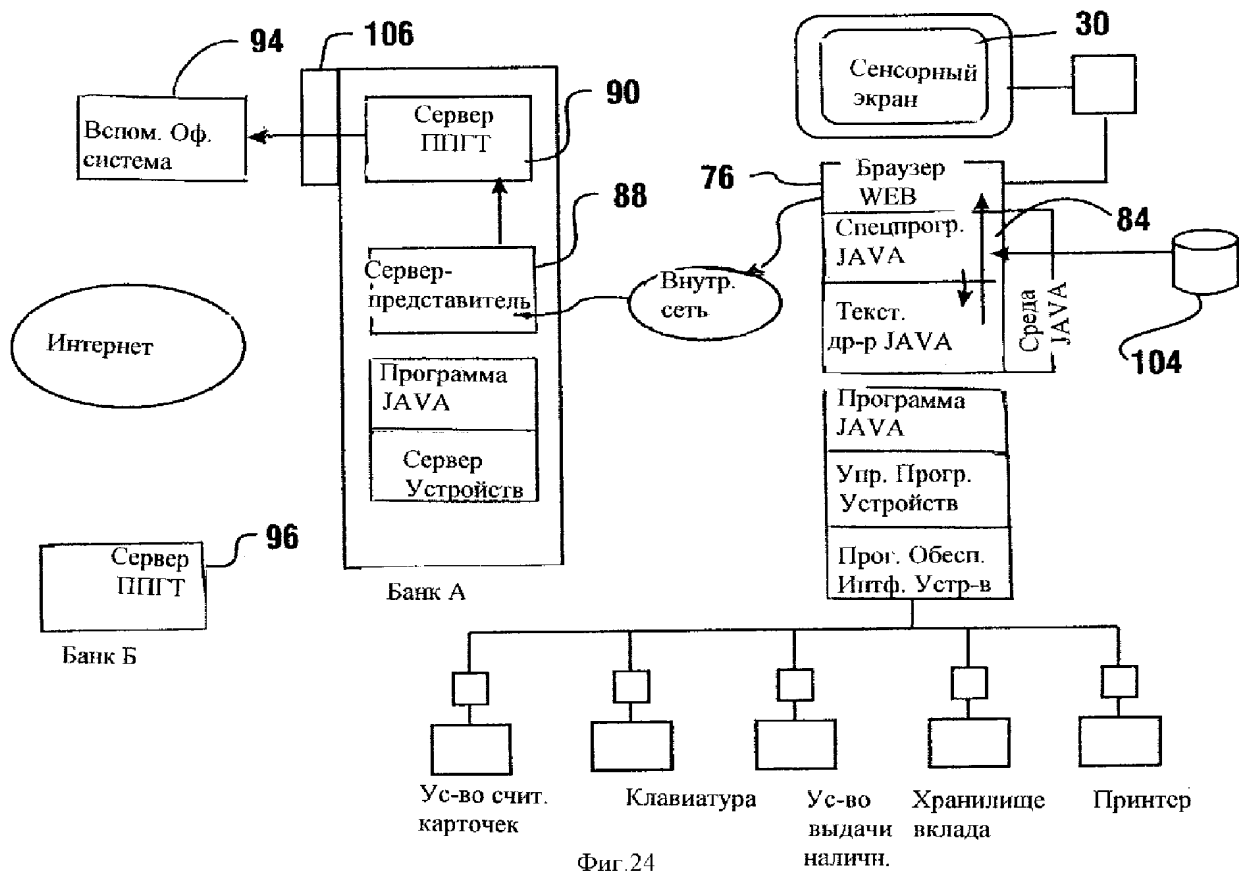 94
106
30
Сенсорный
экран
Вспом. Оф.
система
Сервер
ППГТ
90
76
Браузер
WEB
88
Спецпрогр.
JAVA
84
Сервер-
представитель
Внутр.
сеть
Текст.
др-р JAVA
Среда
JAVA
104
Интернет
Программа
JAVA
Сервер
Устройств
Программа
JAVA
Упр. Прогр.
Устройств
Прог. Обесп.
Интф. Устр-в
Сервер
ППГТ
96
Банк А
Банк Б
Ус-во счит.
карточек
Клавиатура
Ус-во
выдачи
наличн.
Хранилище
вклада
Принтер
Фиг.24